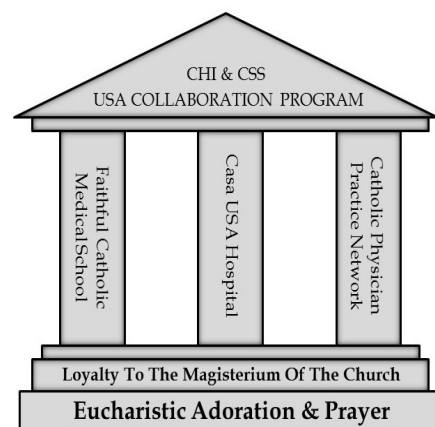 CHI & CSS
USA COLLABORATION PROGRAM
Faithful Catholic
Medical School
Casa USA Hospital
Catholic Physician
Practice Network
Loyalty To The Magisterium Of The Church
Eucharistic Adoration & Prayer